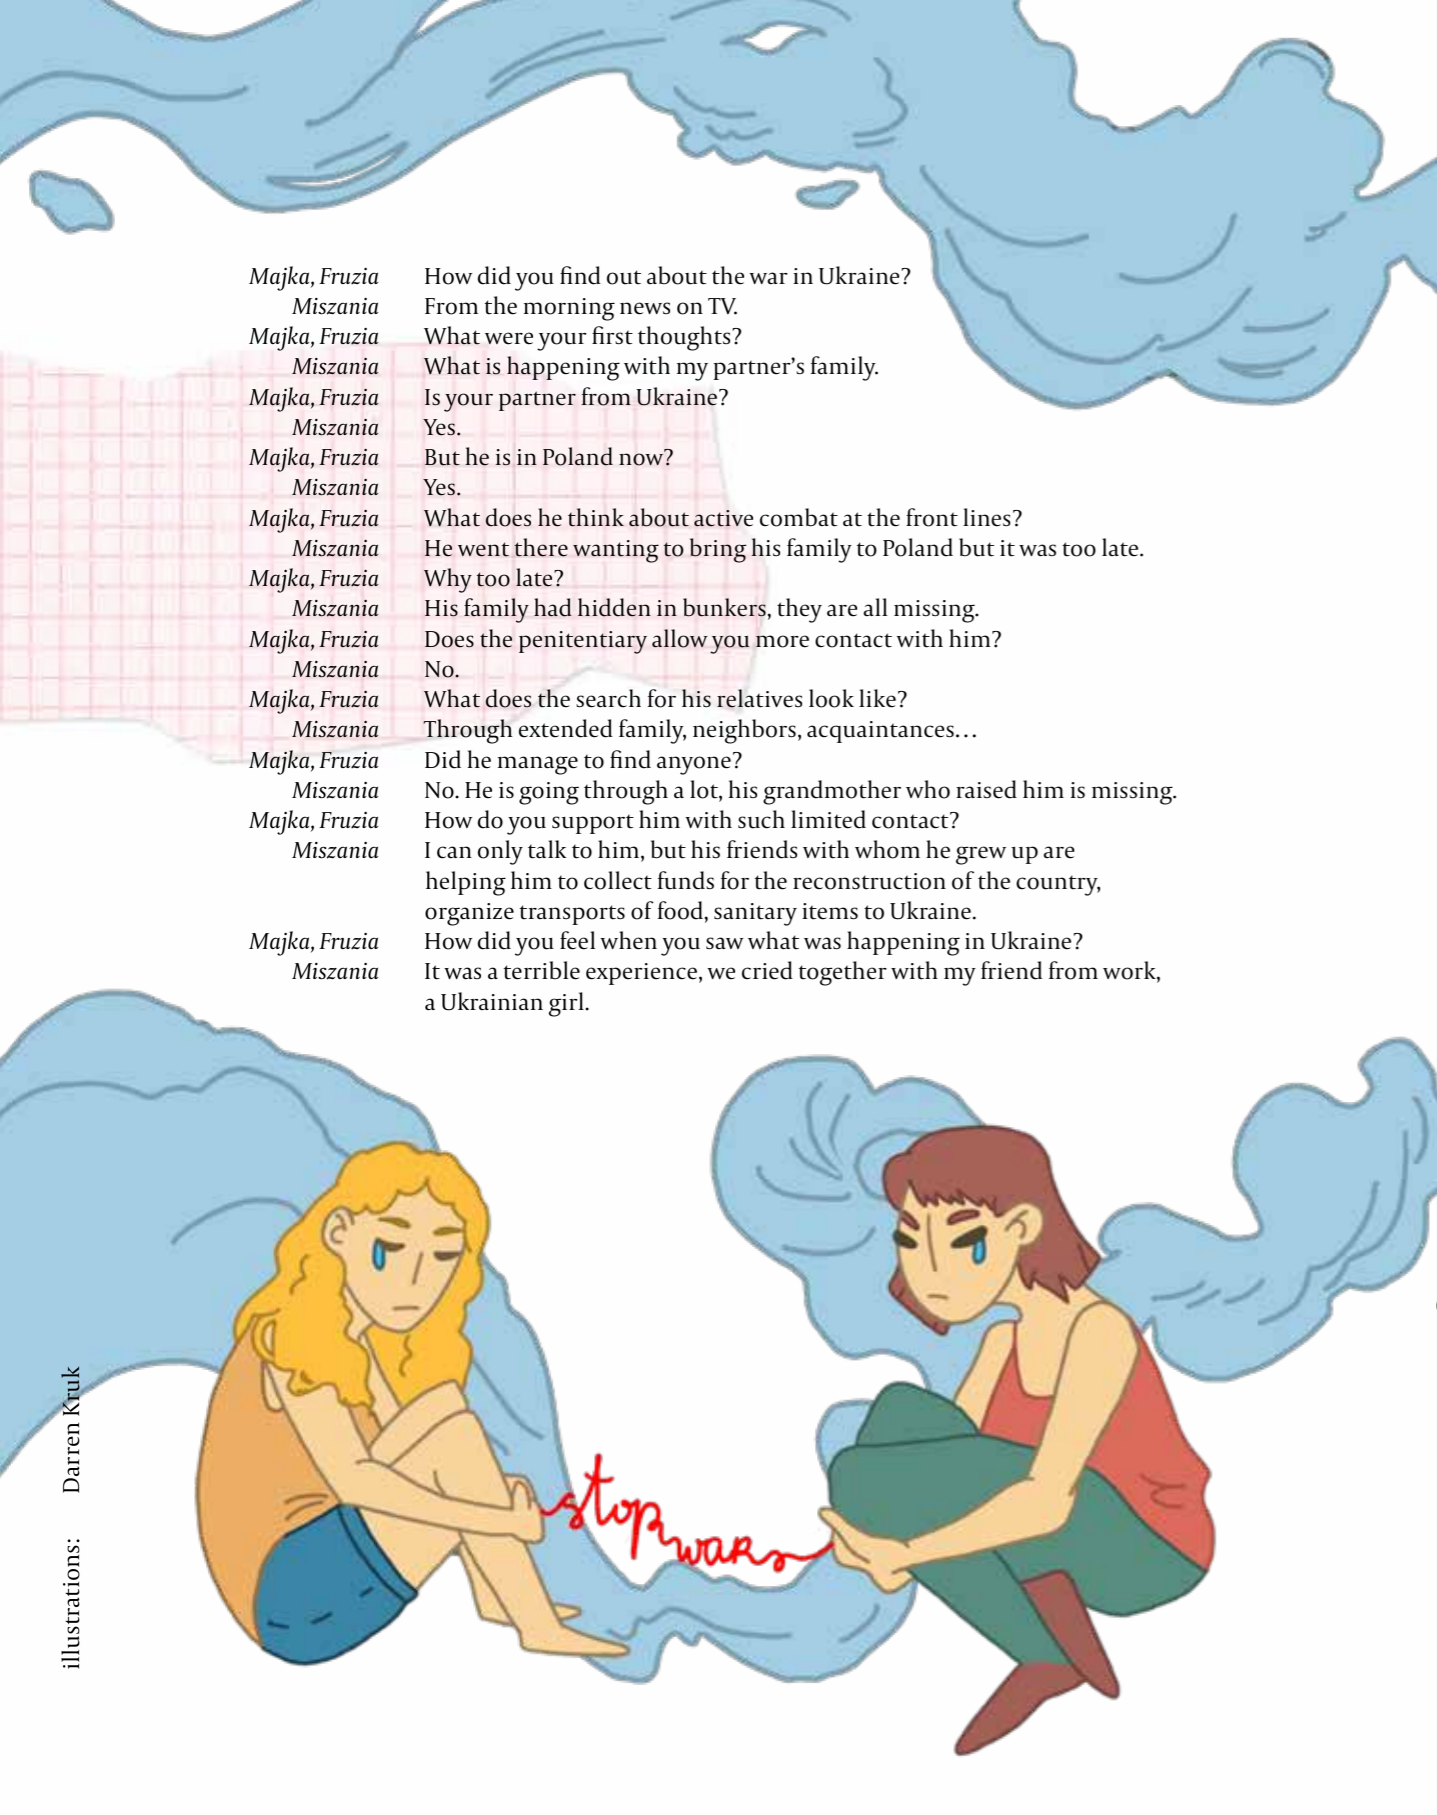 Majka, Fruzia How did you find out about the war in Ukraine?
Miszania From the morning news on TV.
Majka, Fruzia What were your first thoughts?
Miszania What is happening with my partner’s family.
Majka, Fruzia Is your partner from Ukraine?
Miszania Yes.
Majka, Fruzia But he is in Poland now?
Miszania Yes.
Majka, Fruzia What does he think about active combat at the front lines?
Miszania He went there wanting to bring his family to Poland but it was too late.
Majka, Fruzia Why too late?
Miszania His family had hidden in bunkers, they are all missing.
Majka, Fruzia Does the penitentiary allow you more contact with him?
Miszania No.
Majka, Fruzia What does the search for his relatives look like?
Miszania Through extended family, neighbors, acquaintances…
Majka, Fruzia Did he manage to find anyone?
Miszania No. He is going through a lot, his grandmother who raised him is missing.
Majka, Fruzia How do you support him with such limited contact?
Miszania I can only talk to him, but his friends with whom he grew up are
helping him to collect funds for the reconstruction of the country,
organize transports of food, sanitary items to Ukraine.
Majka, Fruzia How did you feel when you saw what was happening in Ukraine?
Miszania It was a terrible experience, we cried together with my friend from work,
a Ukrainian girl.
stop wars
illustrations: Darren Kruk